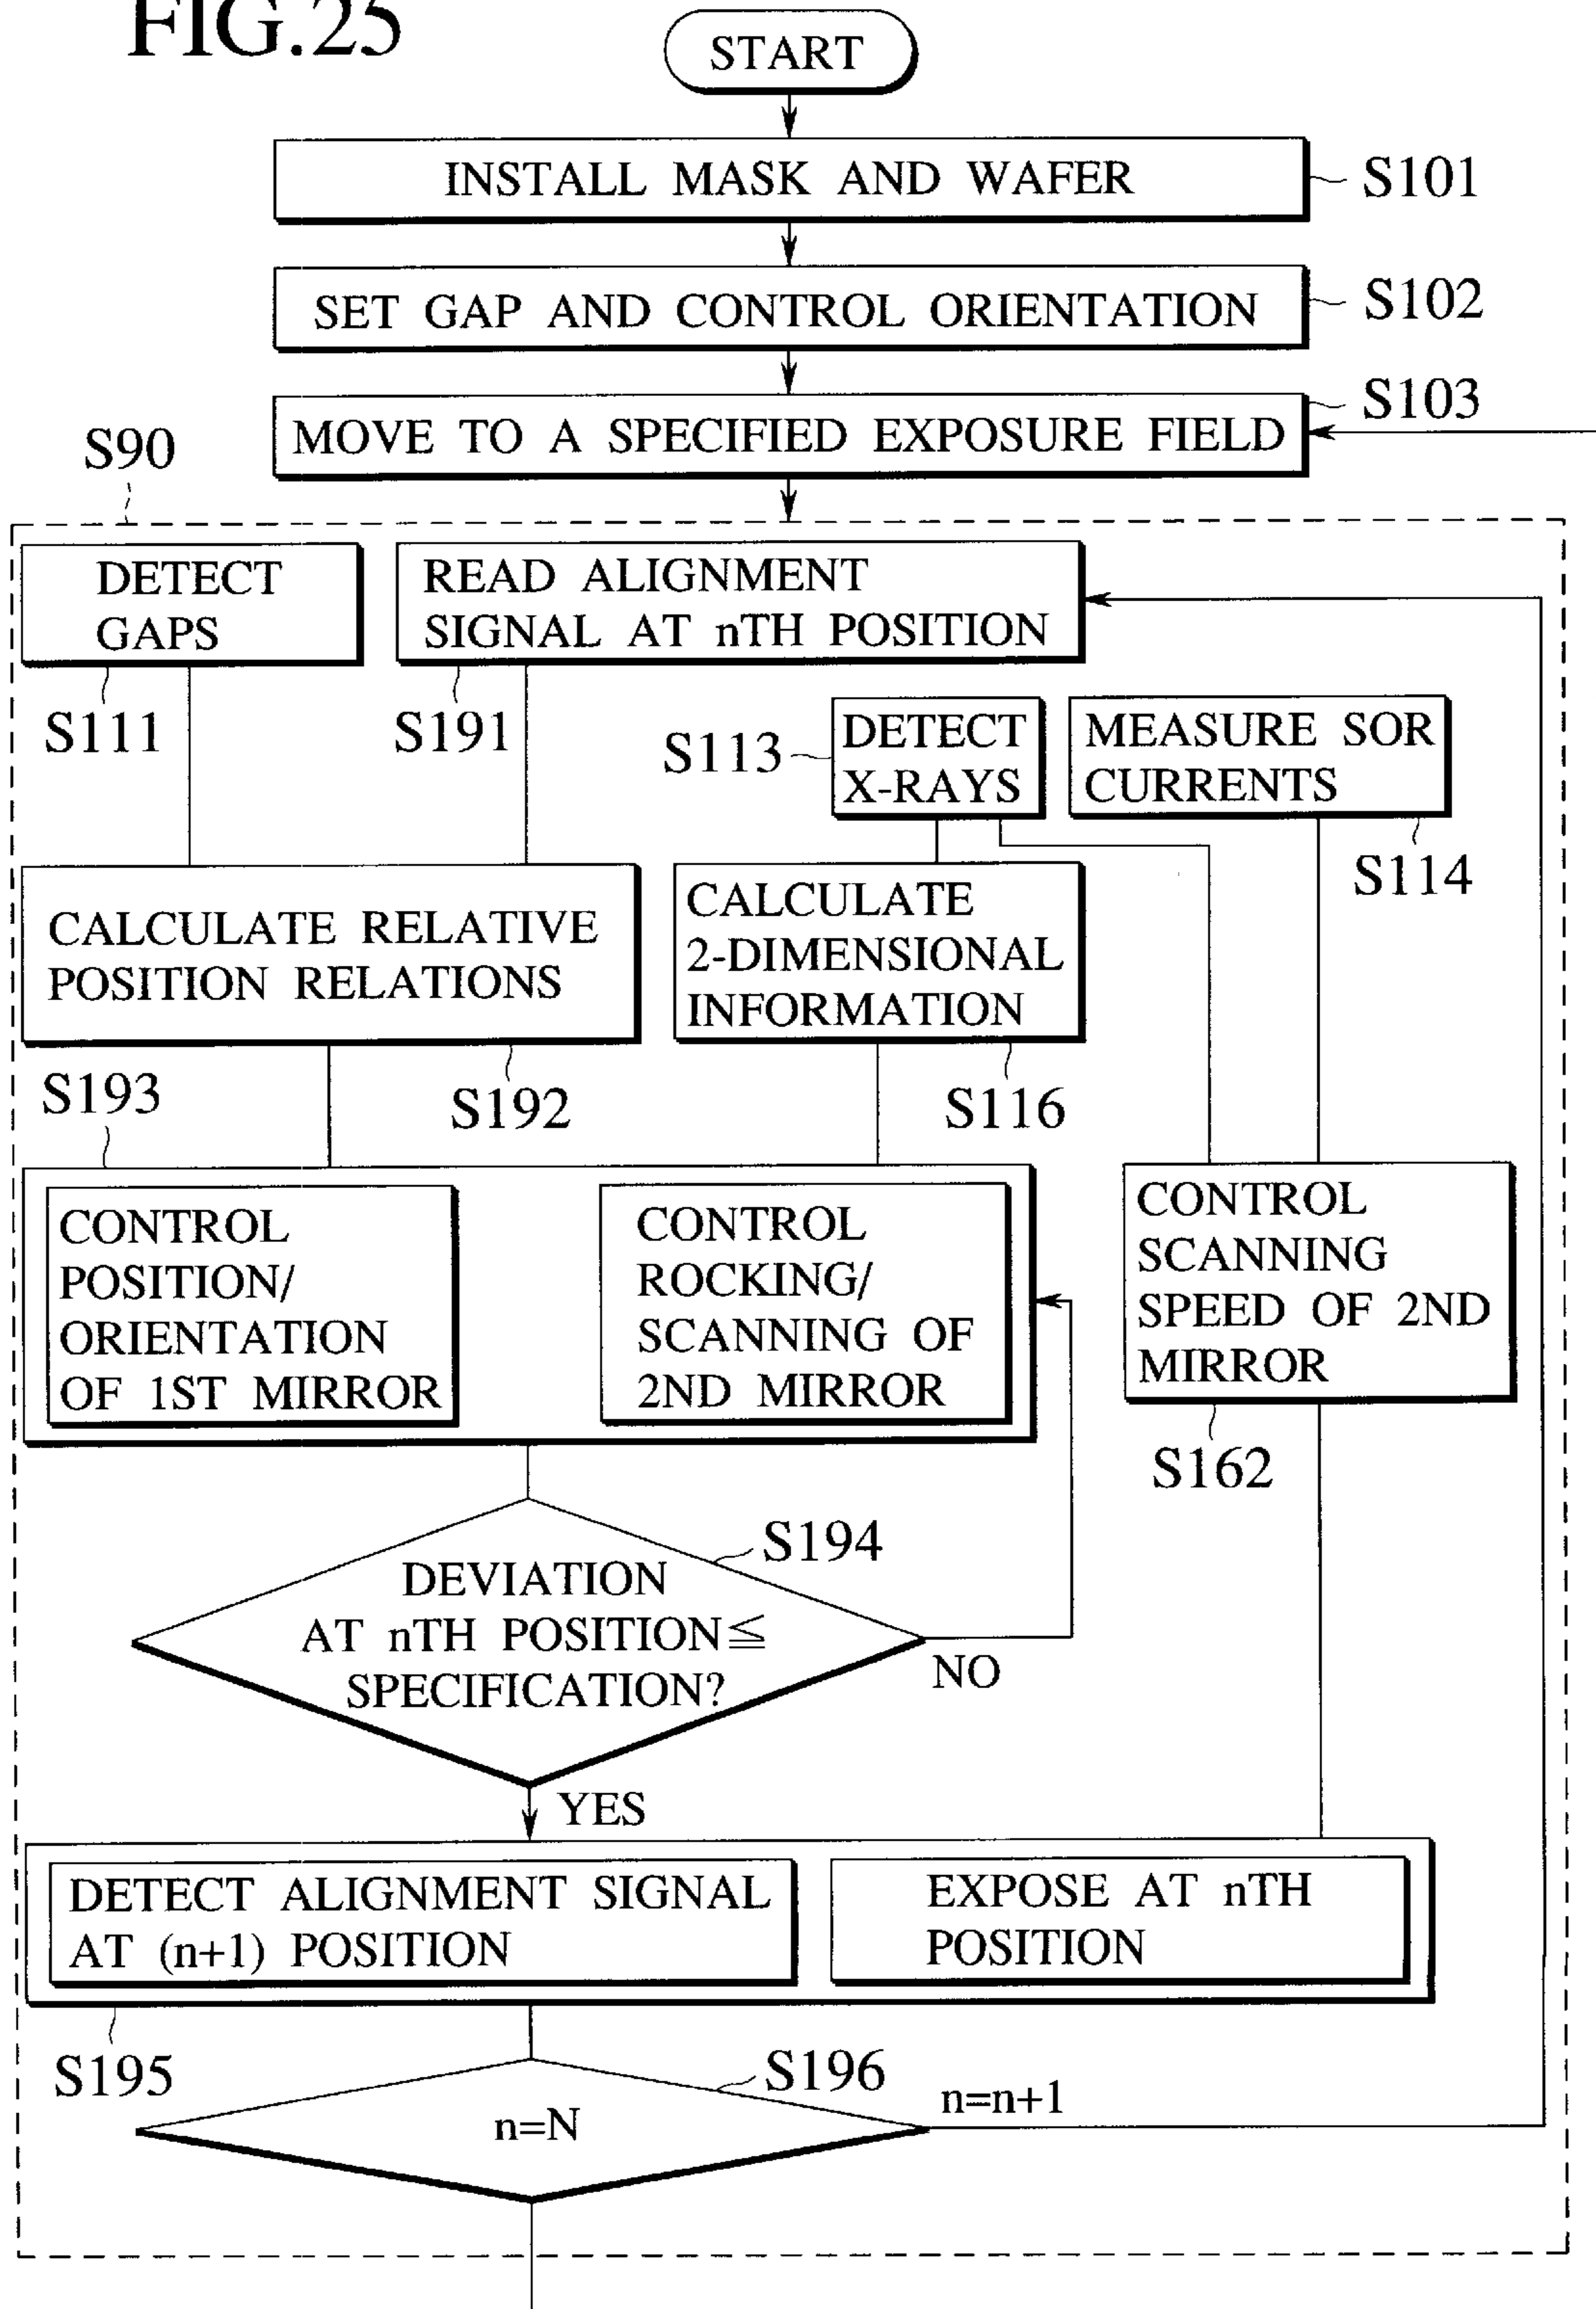 FIG.25
START
INSTALL MASK AND WAFER
S101
SET GAP AND CONTROL ORIENTATION
S102
MOVE TO A SPECIFIED EXPOSURE FIELD
S103
S90
DETECT
GAPS
S111
READ ALIGNMENT
SIGNAL AT nTH POSITION
S191
S113
DETECT
X-RAYS
MEASURE SOR
CURRENTS
S114
CALCULATE RELATIVE
POSITION RELATIONS
S192
CALCULATE
2-DIMENSIONAL
INFORMATION
S116
S193
CONTROL
POSITION/
ORIENTATION
OF 1ST MIRROR
CONTROL
ROCKING/
SCANNING OF
2ND MIRROR
CONTROL
SCANNING
SPEED OF 2ND
MIRROR
S162
S194
DEVIATION
AT nTH POSITION≦
SPECIFICATION?
NO
YES
DETECT ALIGNMENT SIGNAL
AT (n+1) POSITION
EXPOSE AT nTH
POSITION
S195
S196
n=N
n=n+1